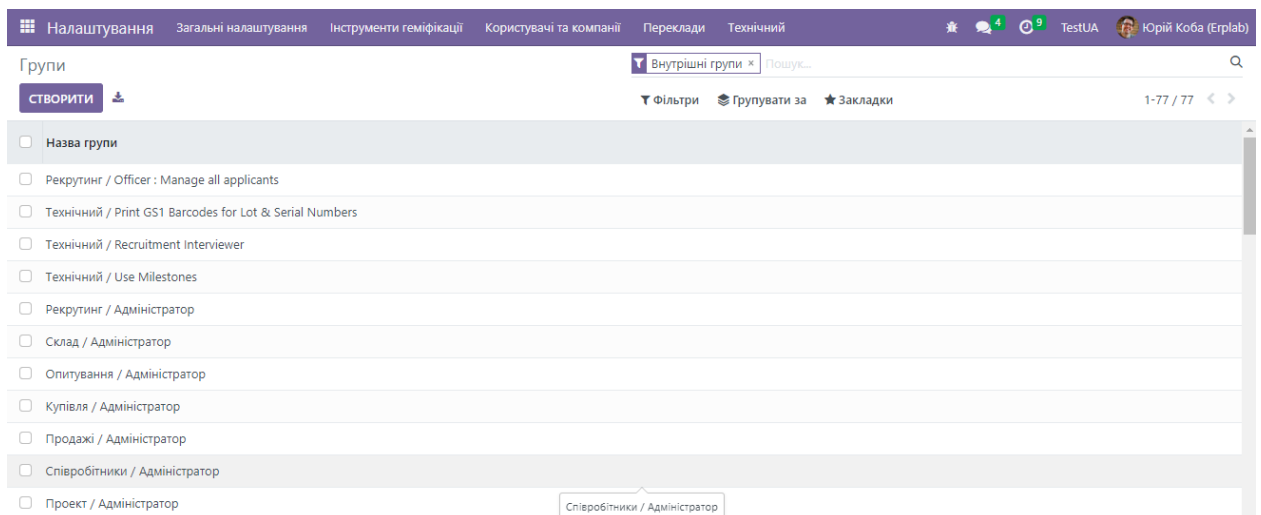 Налаштування Загальні налаштування Інструменти геміфікації Користувачі та компанії Переклади Технічний 4 9 TestUA Юрій Коба (Erplab)
Групи Внутрішні групи × Пошук...
СТВОРИТИ Фільтри Групувати за Закладки 1-77 / 77
Назва групи
Рекрутинг / Officer : Manage all applicants
Технічний / Print GS1 Barcodes for Lot & Serial Numbers
Технічний / Recruitment Interviewer
Технічний / Use Milestones
Рекрутинг / Адміністратор
Склад / Адміністратор
Опитування / Адміністратор
Купівля / Адміністратор
Продажі / Адміністратор
Співробітники / Адміністратор
Проект / Адміністратор
Співробітники / Адміністратор